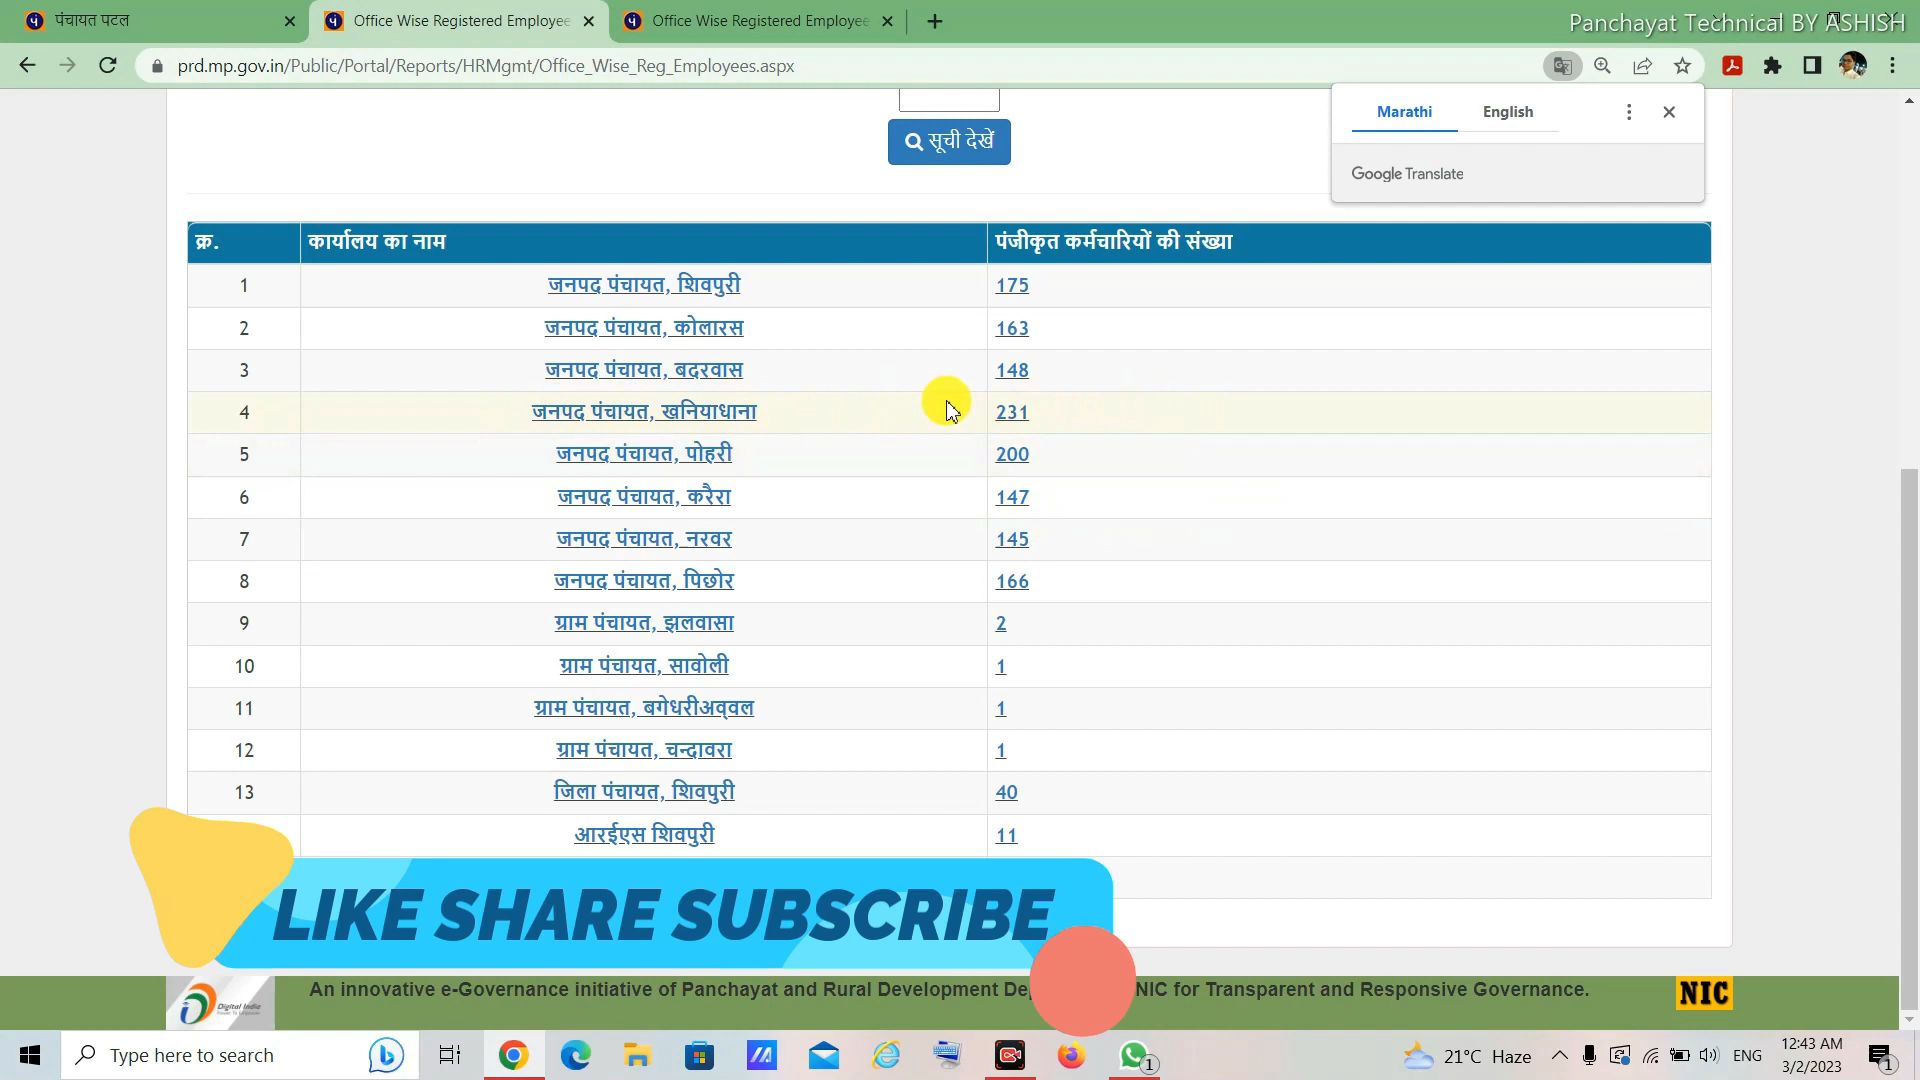 पंचायत पटल
Office Wise Registered Employee
Office Wise Registered Employee
Panchayat Technical BY ASHISH
prd.mp.gov.in/Public/Portal/Reports/HRMgmt/Office_Wise_Reg_Employees.aspx
Marathi English
Google Translate
सूची देखें
क्र. कार्यालय का नाम पंजीकृत कर्मचारियों की संख्या
1 जनपद पंचायत, शिवपुरी 175
2 जनपद पंचायत, कोलारस 163
3 जनपद पंचायत, बदरवास 148
4 जनपद पंचायत, खनियाधाना 231
5 जनपद पंचायत, पोहरी 200
6 जनपद पंचायत, करैरा 147
7 जनपद पंचायत, नरवर 145
8 जनपद पंचायत, पिछोर 166
9 ग्राम पंचायत, झलवासा 2
10 ग्राम पंचायत, सावोली 1
11 ग्राम पंचायत, बगेधरीअव्वल 1
12 ग्राम पंचायत, चन्दावरा 1
13 जिला पंचायत, शिवपुरी 40
आरईएस शिवपुरी 11
LIKE SHARE SUBSCRIBE
Digital India
An innovative e-Governance initiative of Panchayat and Rural Development De NIC for Transparent and Responsive Governance.
NIC
Type here to search
1
21°C Haze
ENG
12:43 AM
3/2/2023
1